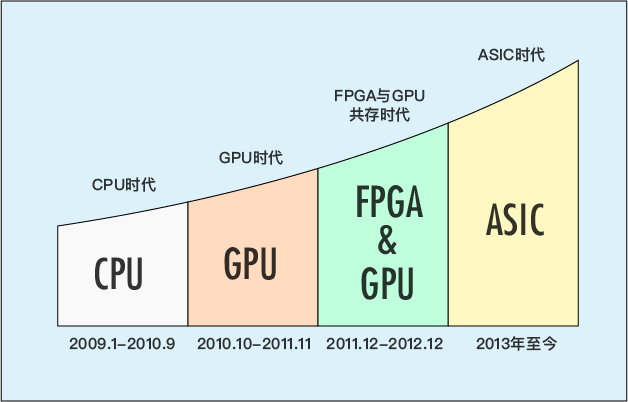 ASIC时代
FPGA与GPU
共存时代
GPU时代
CPU时代
CPU
GPU
FPGA
&
GPU
ASIC
2009.1-2010.9
2010.10-2011.11
2011.12-2012.12
2013年至今